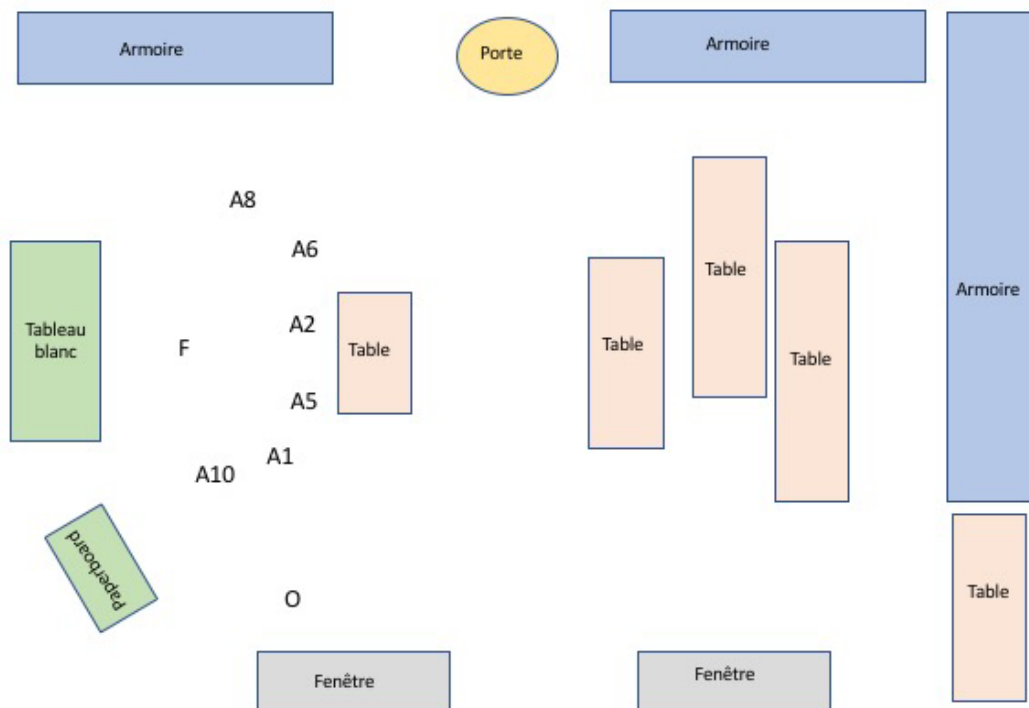 Armoire
Porte
Armoire
A8
A6
Table
Armoire
Tableau
blanc
F
A2
Table
Table
Table
A5
A1
A10
Paperboard
O
Table
Fenêtre
Fenêtre